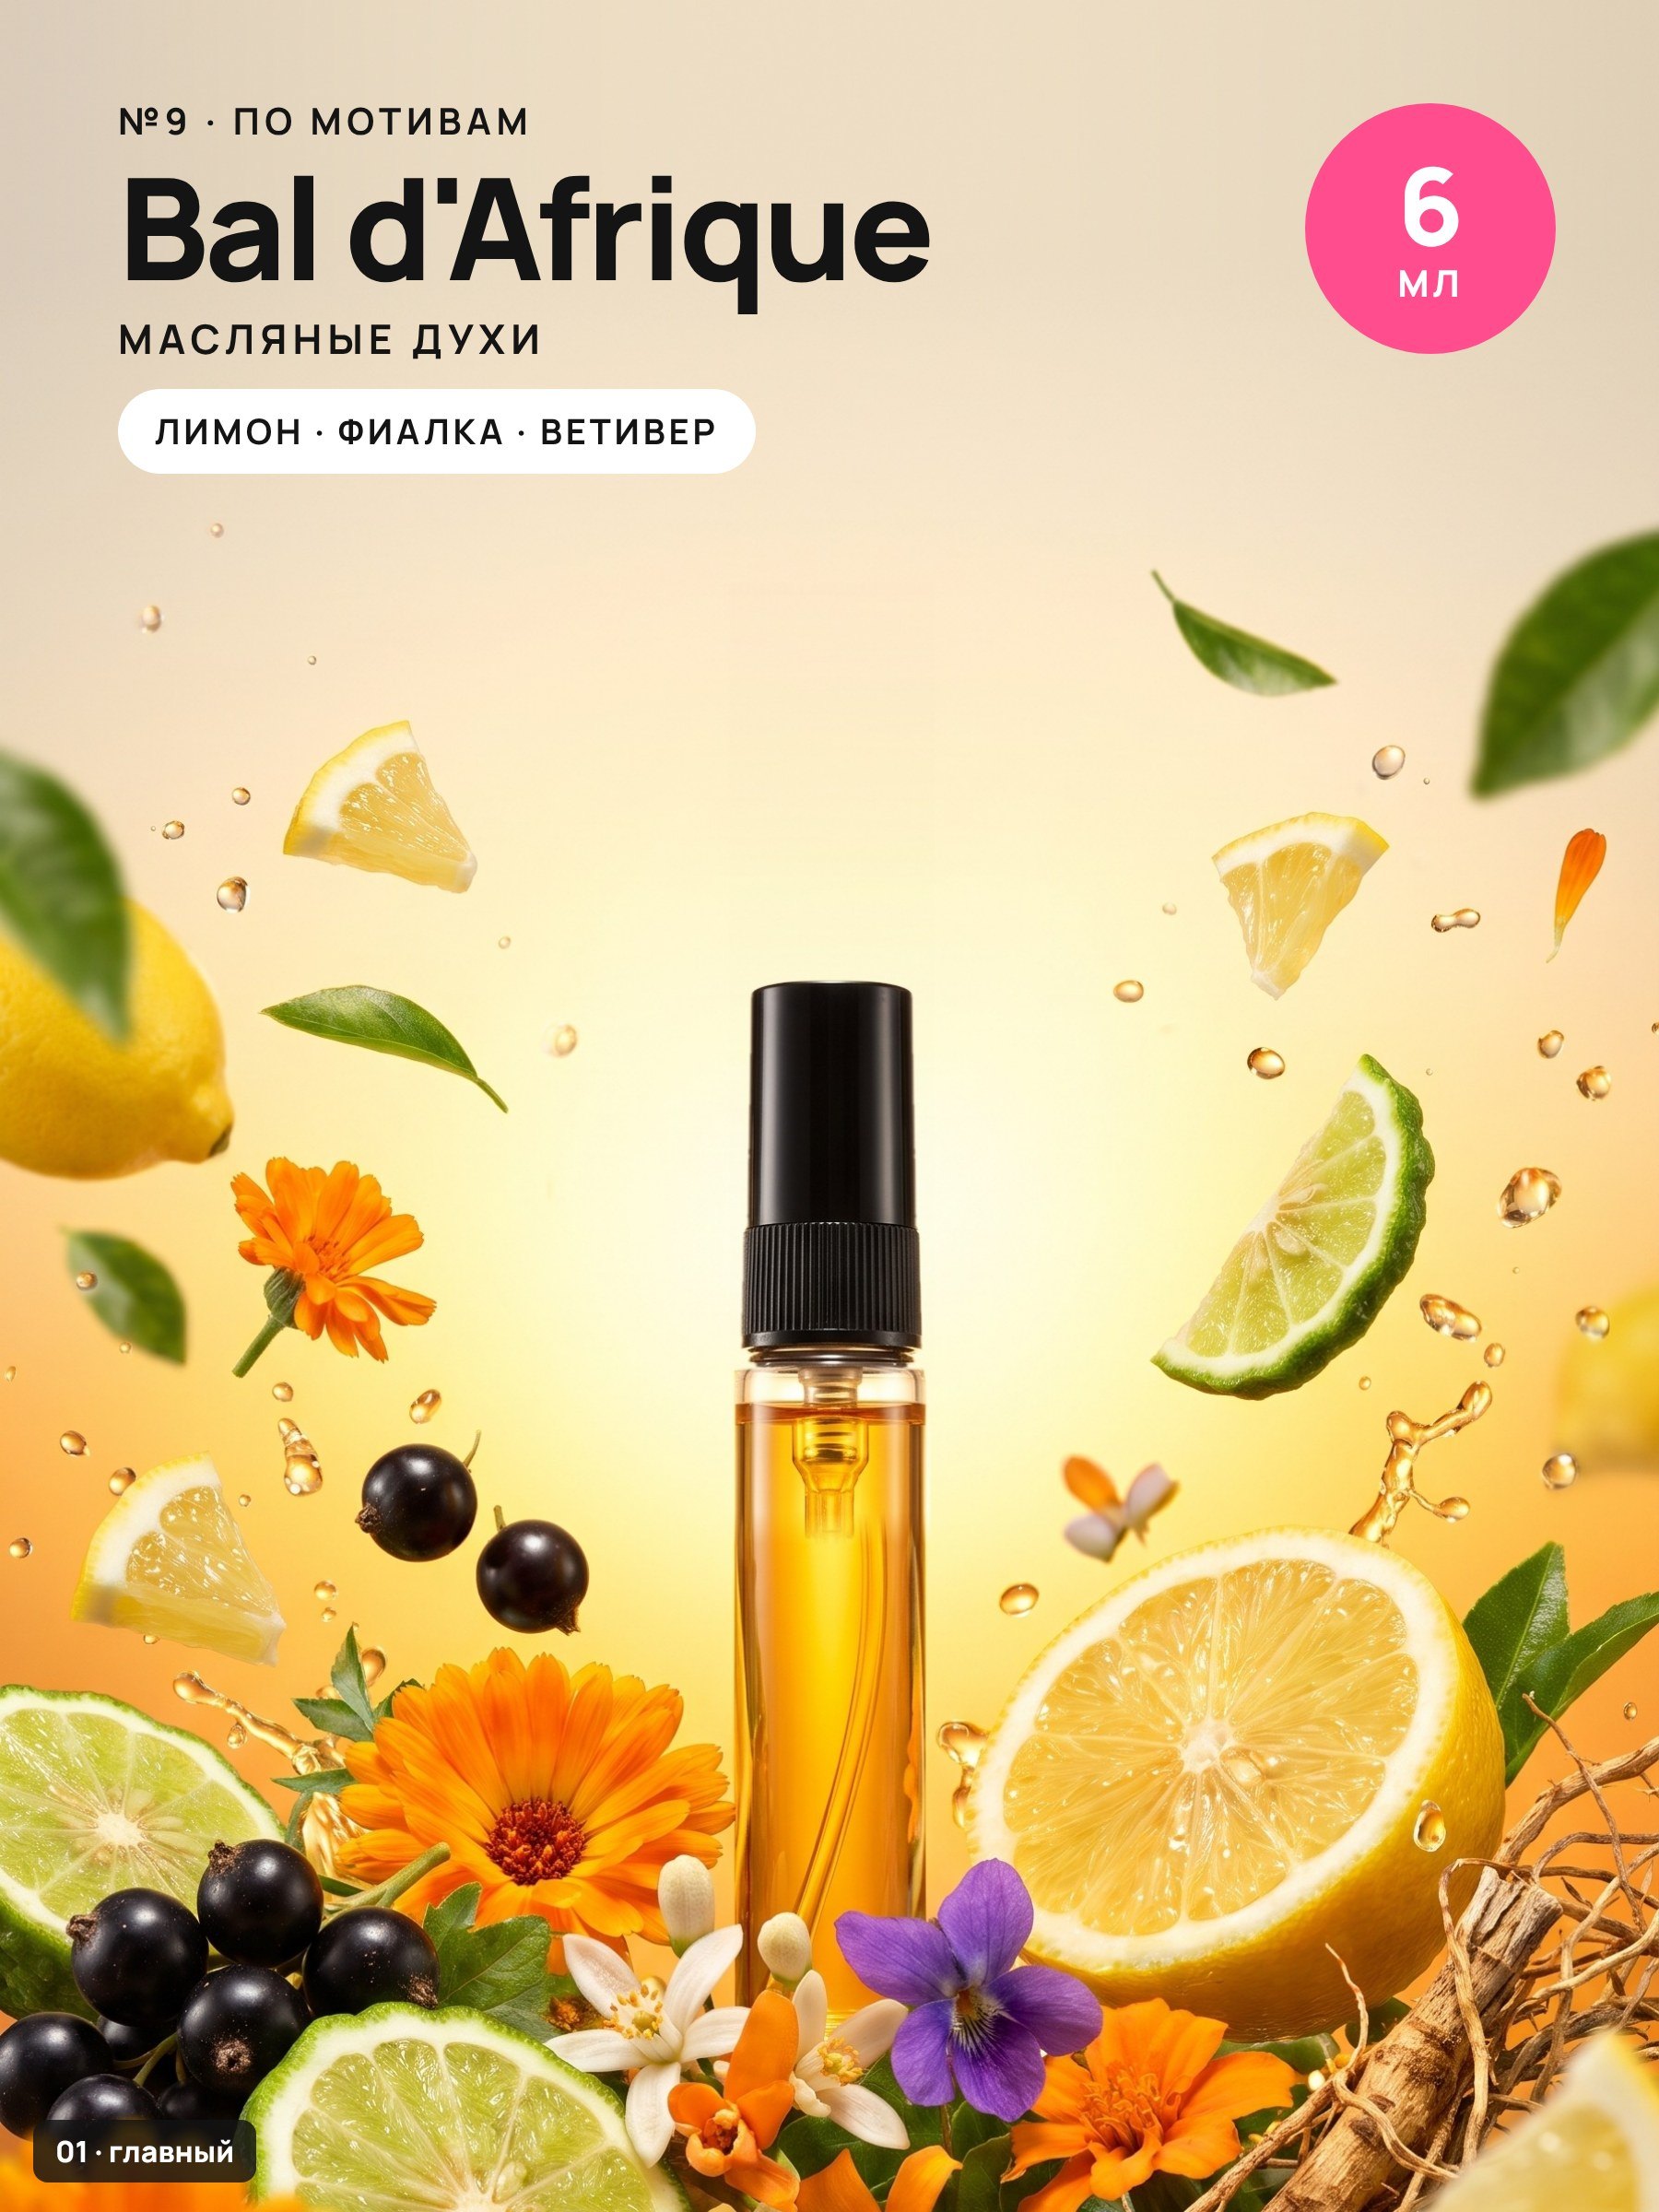 №9 · ПО МОТИВАМ
Bal d'Afrique
МАСЛЯНЫЕ ДУХИ
ЛИМОН · ФИАЛКА · ВЕТИВЕР
6
МЛ
01 · главный